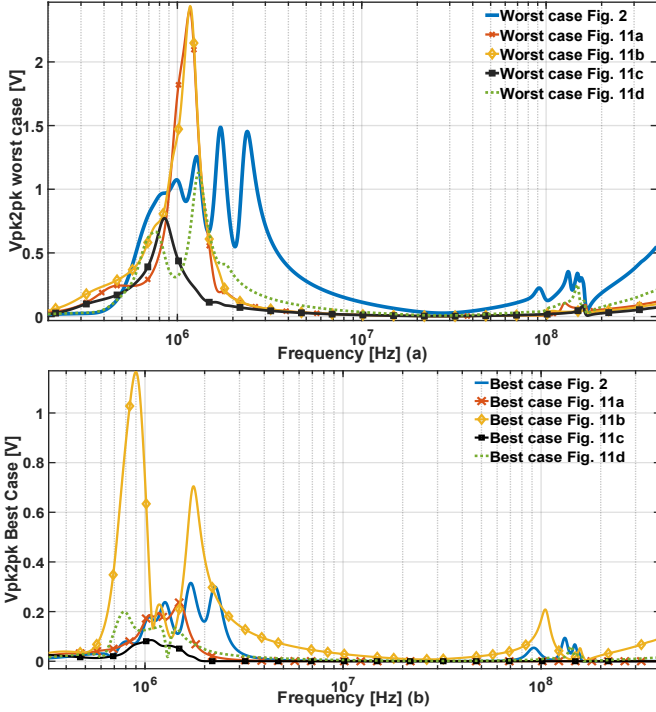 Worst case Fig. 2
Worst case Fig. 11a
Worst case Fig. 11b
Worst case Fig. 11c
Worst case Fig. 11d
Vpk2pk worst case [V]
2
1.5
1
0.5
0
10^6
10^7
10^8
Frequency [Hz] (a)
Best case Fig. 2
Best case Fig. 11a
Best case Fig. 11b
Best case Fig. 11c
Best case Fig. 11d
Vpk2pk Best Case [V]
1
0.8
0.6
0.4
0.2
0
10^6
10^7
10^8
Frequency [Hz] (b)